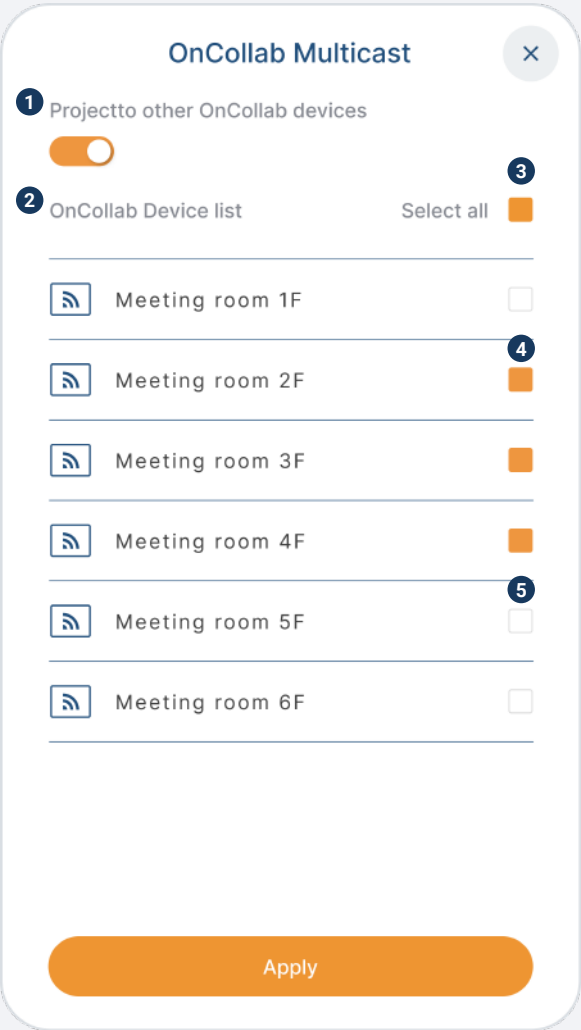 OnCollab Multicast
1 Projectto other OnCollab devices
3
2 OnCollab Device list Select all
Meeting room 1F
4
Meeting room 2F
Meeting room 3F
Meeting room 4F
5
Meeting room 5F
Meeting room 6F
Apply